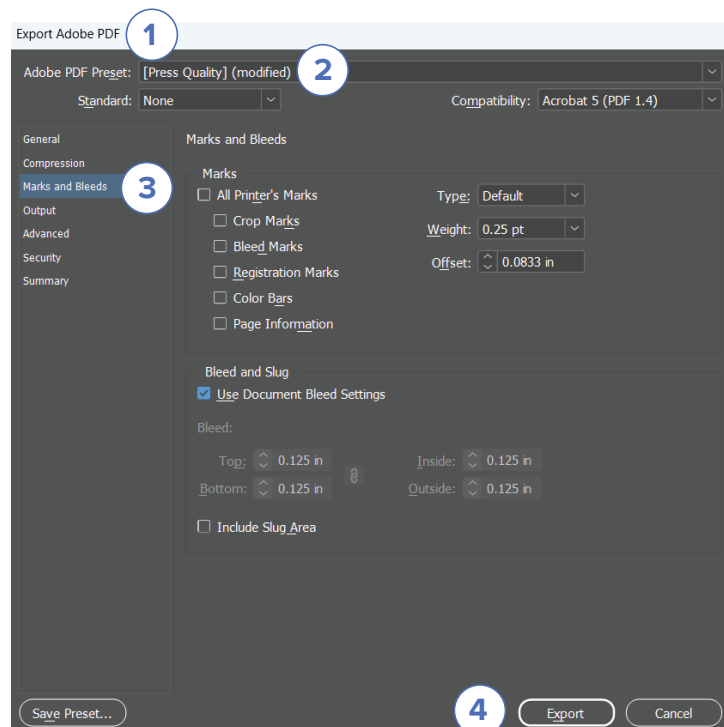 Export Adobe PDF 1
Adobe PDF Preset: [Press Quality] (modified) 2
Standard: None Compatibility: Acrobat 5 (PDF 1.4)
General
Compression
Marks and Bleeds 3
Output
Advanced
Security
Summary
Marks and Bleeds
Marks
All Printer's Marks
Crop Marks
Bleed Marks
Registration Marks
Color Bars
Page Information
Type: Default
Weight: 0.25 pt
Offset: 0.0833 in
Bleed and Slug
Use Document Bleed Settings
Bleed:
Top: 0.125 in Inside: 0.125 in
Bottom: 0.125 in Outside: 0.125 in
Include Slug Area
Save Preset... 4 Export Cancel